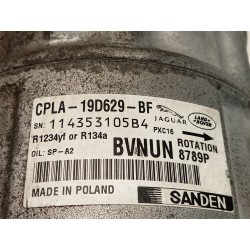 CPLA-19D629-BF
SN: 114353105B4
JAGUAR
LAND ROVER
PXC16
R1234yf or R134a
OIL: SP-A2
BVNUN
ROTATION
8789P
MADE IN POLAND
SANDEN